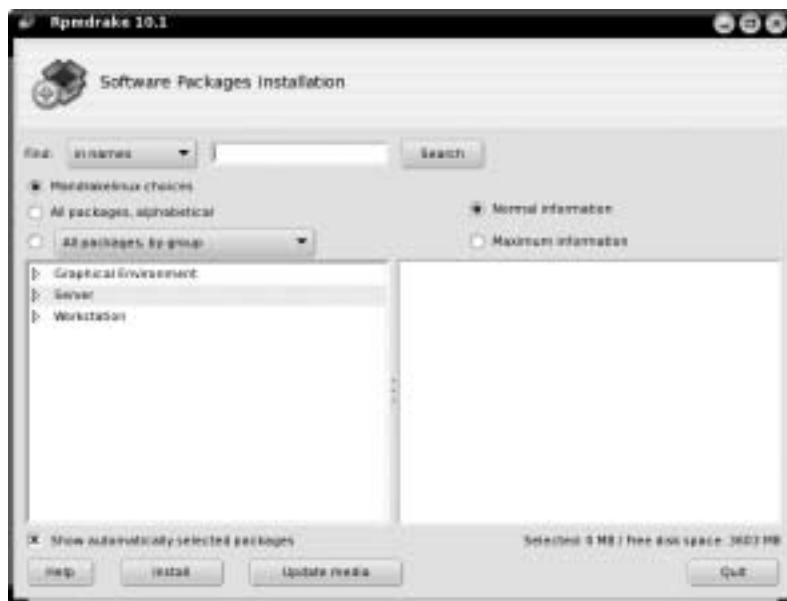 Rpmdrake 10.1
Software Packages Installation
Find: in names Search
Mandrakelinux choices
All packages, alphabetical
Normal information
All packages, by group
Maximum information
Graphical Environment
Server
Workstation
Show automatically selected packages
Selected: 0 MB / Free disk space: 3603 MB
Help Install Update media Quit